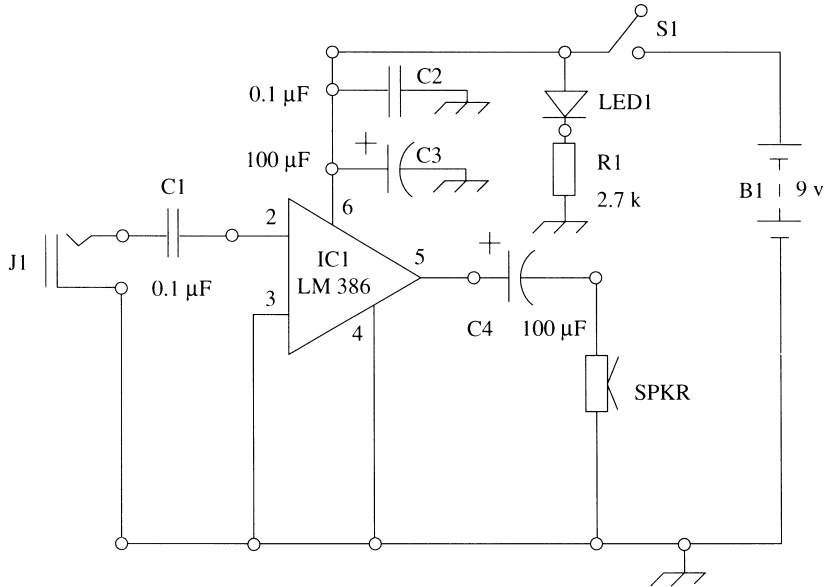 S1
C2
0.1 µF
LED1
+
100 µF
C3
R1
2.7 k
B1
9 v
C1
6
2
5
+
IC1
LM 386
J1
0.1 µF
3
4
C4
100 µF
SPKR